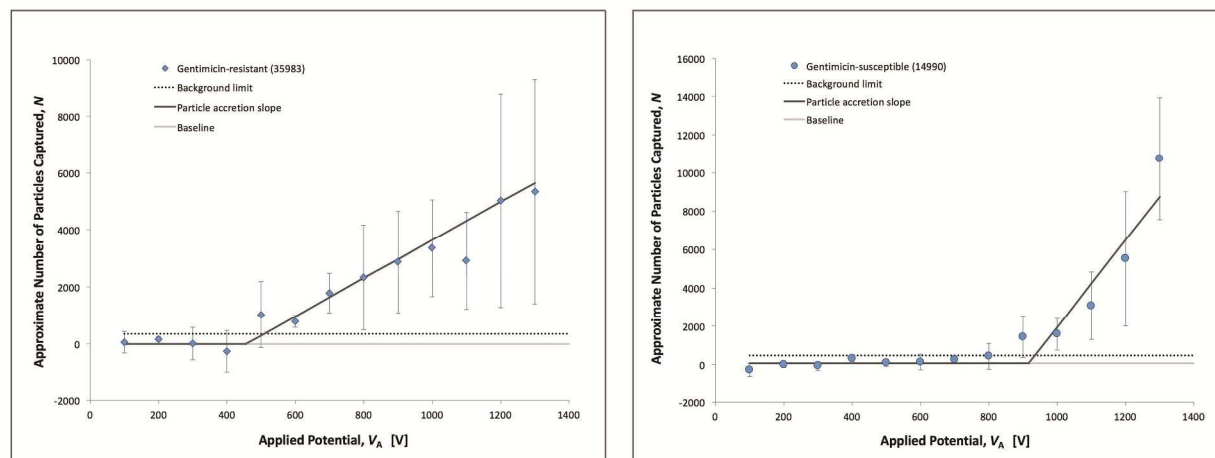 10000
8000
6000
4000
2000
0
-2000
Approximate Number of Particles Captured, N
Gentimicin-resistant (35983)
Background limit
Particle accretion slope
Baseline
0 200 400 600 800 1000 1200 1400
Applied Potential, VA [V]
16000
14000
12000
10000
8000
6000
4000
2000
0
-2000
Approximate Number of Particles Captured, N
Gentimicin-susceptible (14990)
Background limit
Particle accretion slope
Baseline
0 200 400 600 800 1000 1200 1400
Applied Potential, VA [V]